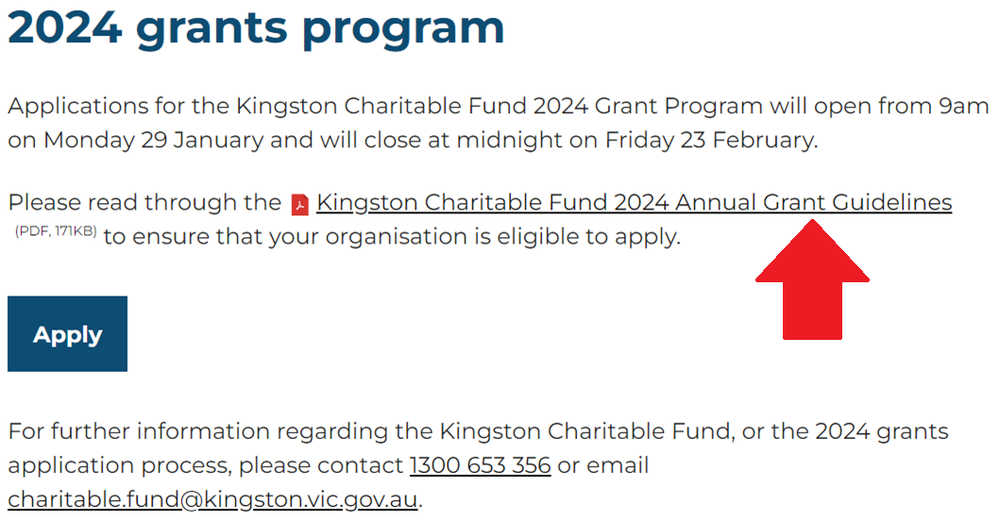 2024 grants program
Applications for the Kingston Charitable Fund 2024 Grant Program will open from 9am
on Monday 29 January and will close at midnight on Friday 23 February.
Please read through the Kingston Charitable Fund 2024 Annual Grant Guidelines
(PDF, 171KB) to ensure that your organisation is eligible to apply.
Apply
For further information regarding the Kingston Charitable Fund, or the 2024 grants
application process, please contact 1300 653 356 or email
charitable.fund@kingston.vic.gov.au.